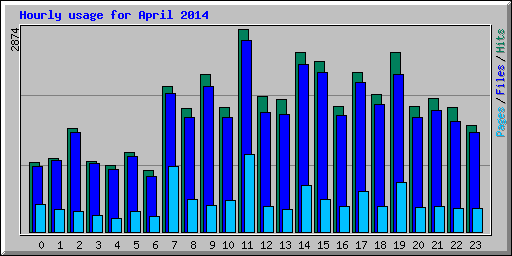 Hourly usage for April 2014
2874
Pages / Files / Hits
0 1 2 3 4 5 6 7 8 9 10 11 12 13 14 15 16 17 18 19 20 21 22 23